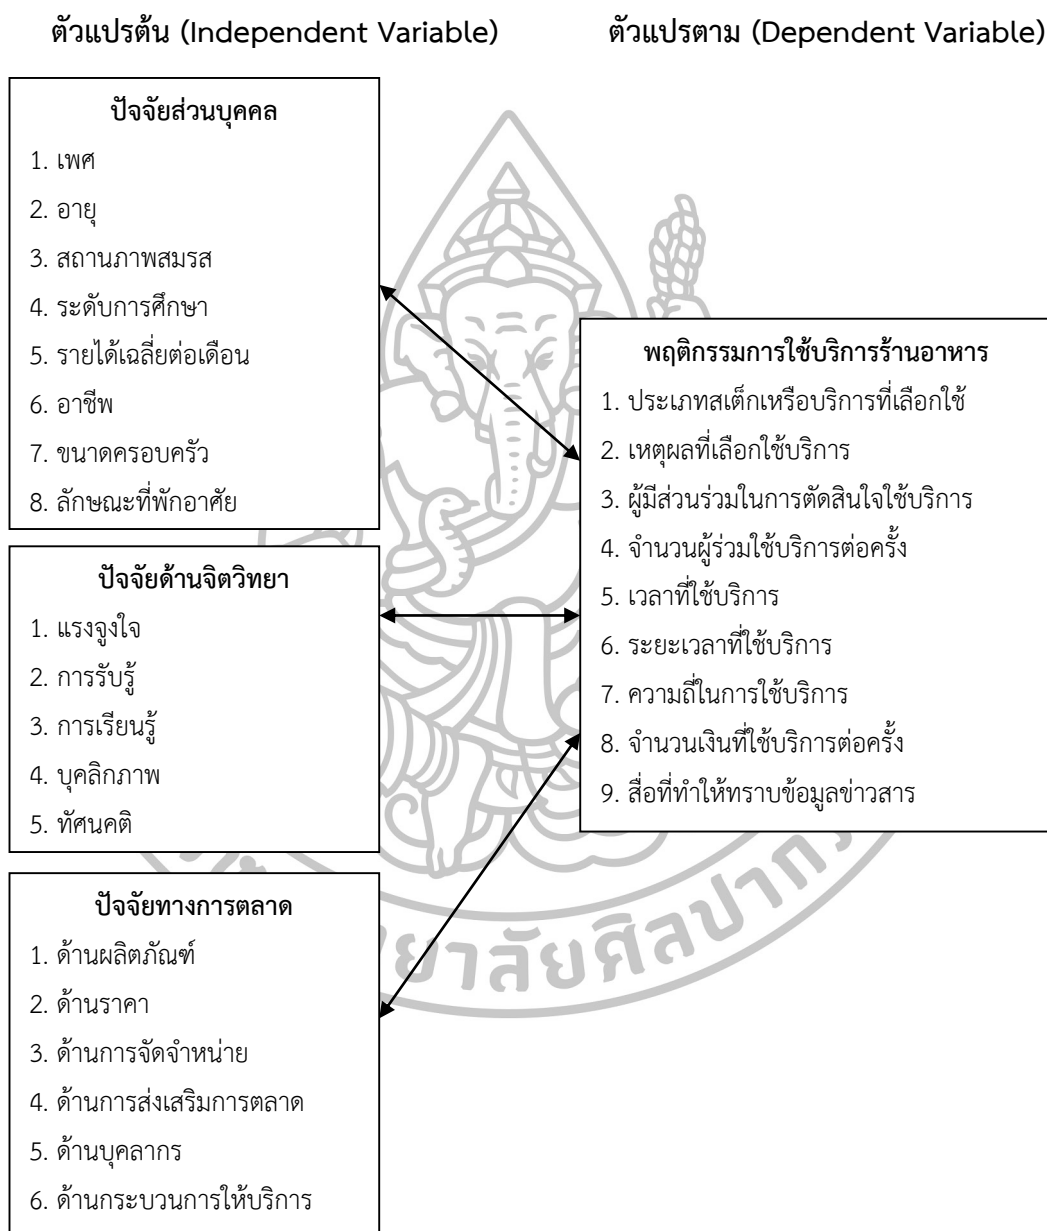 ตัวแปรต้น (Independent Variable)
ตัวแปรตาม (Dependent Variable)
ปัจจัยส่วนบุคคล
1. เพศ
2. อายุ
3. สถานภาพสมรส
4. ระดับการศึกษา
5. รายได้เฉลี่ยต่อเดือน
6. อาชีพ
7. ขนาดครอบครัว
8. ลักษณะที่พักอาศัย
ปัจจัยด้านจิตวิทยา
1. แรงจูงใจ
2. การรับรู้
3. การเรียนรู้
4. บุคลิกภาพ
5. ทัศนคติ
ปัจจัยทางการตลาด
1. ด้านผลิตภัณฑ์
2. ด้านราคา
3. ด้านการจัดจำหน่าย
4. ด้านการส่งเสริมการตลาด
5. ด้านบุคลากร
6. ด้านกระบวนการให้บริการ
พฤติกรรมการใช้บริการร้านอาหาร
1. ประเภทสเต็กเหรือบริการที่เลือกใช้
2. เหตุผลที่เลือกใช้บริการ
3. ผู้มีส่วนร่วมในการตัดสินใจใช้บริการ
4. จำนวนผู้ร่วมใช้บริการต่อครั้ง
5. เวลาที่ใช้บริการ
6. ระยะเวลาที่ใช้บริการ
7. ความถี่ในการใช้บริการ
8. จำนวนเงินที่ใช้บริการต่อครั้ง
9. สื่อที่ทำให้ทราบข้อมูลข่าวสาร
ยาลัยศิลปาก